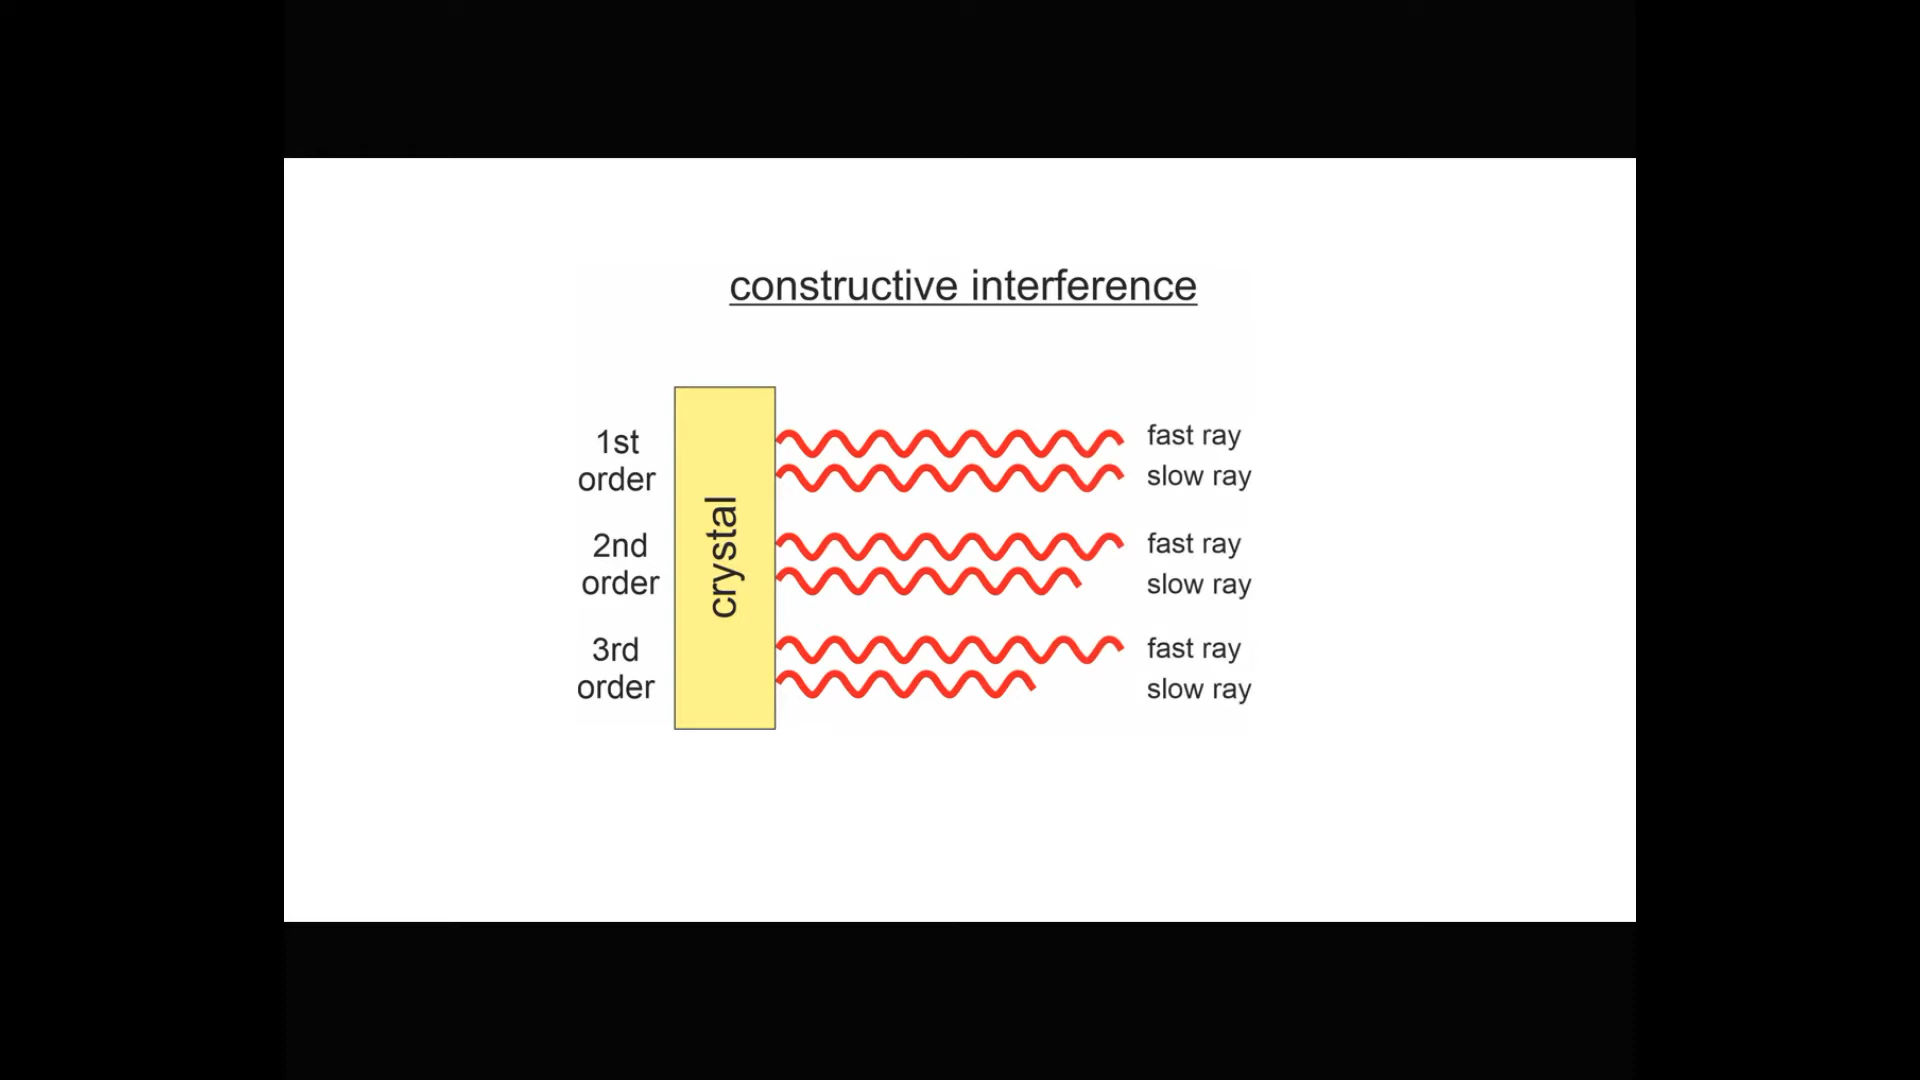 constructive interference
1st
order
crystal
fast ray
slow ray
2nd
order
fast ray
slow ray
3rd
order
fast ray
slow ray